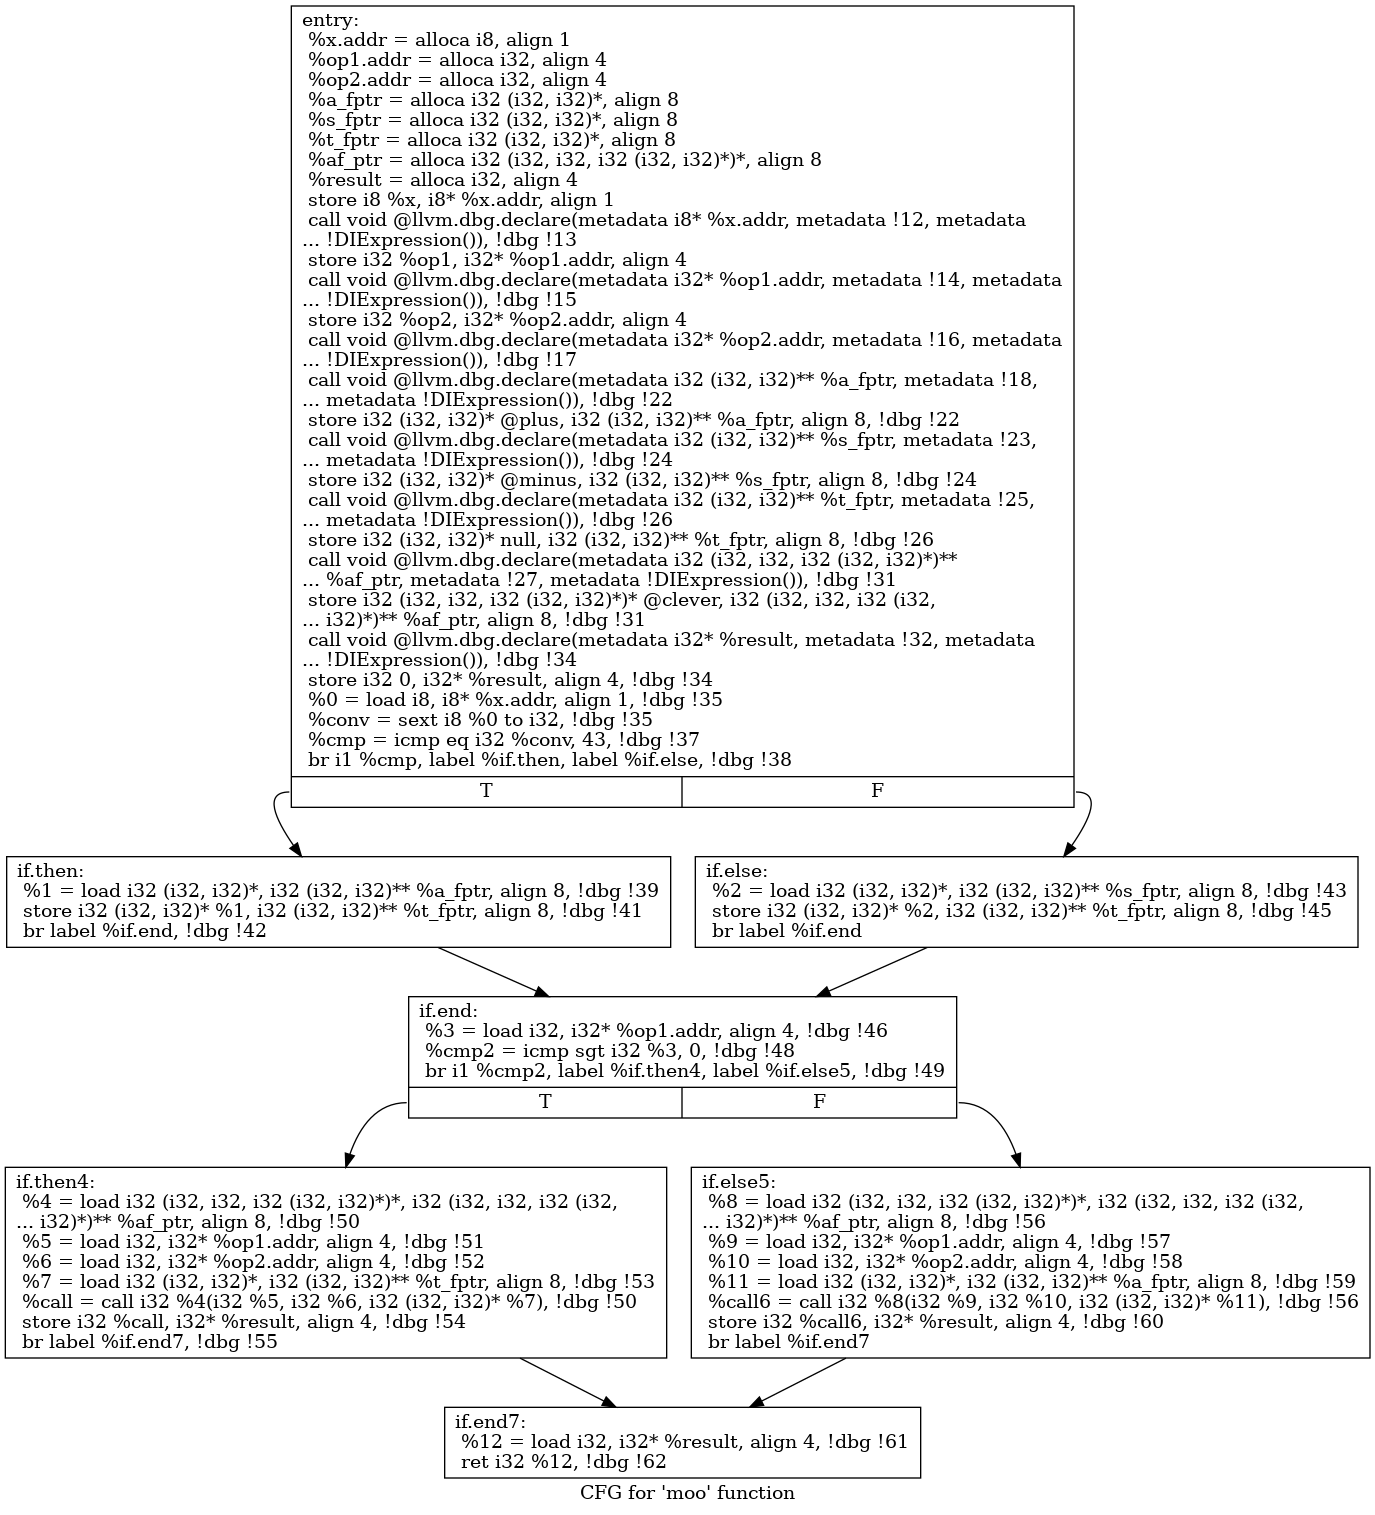 entry:
%x.addr = alloca i8, align 1
%op1.addr = alloca i32, align 4
%op2.addr = alloca i32, align 4
%a_fptr = alloca i32 (i32, i32)*, align 8
%s_fptr = alloca i32 (i32, i32)*, align 8
%t_fptr = alloca i32 (i32, i32)*, align 8
%af_ptr = alloca i32 (i32, i32, i32 (i32, i32)*)*, align 8
%result = alloca i32, align 4
store i8 %x, i8* %x.addr, align 1
call void @llvm.dbg.declare(metadata i8* %x.addr, metadata !12, metadata
... !DIExpression()), !dbg !13
store i32 %op1, i32* %op1.addr, align 4
call void @llvm.dbg.declare(metadata i32* %op1.addr, metadata !14, metadata
... !DIExpression()), !dbg !15
store i32 %op2, i32* %op2.addr, align 4
call void @llvm.dbg.declare(metadata i32* %op2.addr, metadata !16, metadata
... !DIExpression()), !dbg !17
call void @llvm.dbg.declare(metadata i32 (i32, i32)** %a_fptr, metadata !18,
... metadata !DIExpression()), !dbg !22
store i32 (i32, i32)* @plus, i32 (i32, i32)** %a_fptr, align 8, !dbg !22
call void @llvm.dbg.declare(metadata i32 (i32, i32)** %s_fptr, metadata !23,
... metadata !DIExpression()), !dbg !24
store i32 (i32, i32)* @minus, i32 (i32, i32)** %s_fptr, align 8, !dbg !24
call void @llvm.dbg.declare(metadata i32 (i32, i32)** %t_fptr, metadata !25,
... metadata !DIExpression()), !dbg !26
store i32 (i32, i32)* null, i32 (i32, i32)** %t_fptr, align 8, !dbg !26
call void @llvm.dbg.declare(metadata i32 (i32, i32, i32 (i32, i32)*)**
... %af_ptr, metadata !27, metadata !DIExpression()), !dbg !31
store i32 (i32, i32, i32 (i32, i32)*)* @clever, i32 (i32, i32, i32 (i32,
... i32)*)** %af_ptr, align 8, !dbg !31
call void @llvm.dbg.declare(metadata i32* %result, metadata !32, metadata
... !DIExpression()), !dbg !34
store i32 0, i32* %result, align 4, !dbg !34
%0 = load i8, i8* %x.addr, align 1, !dbg !35
%conv = sext i8 %0 to i32, !dbg !35
%cmp = icmp eq i32 %conv, 43, !dbg !37
br i1 %cmp, label %if.then, label %if.else, !dbg !38
T
F
if.then:
%1 = load i32 (i32, i32)*, i32 (i32, i32)** %a_fptr, align 8, !dbg !39
store i32 (i32, i32)* %1, i32 (i32, i32)** %t_fptr, align 8, !dbg !41
br label %if.end, !dbg !42
if.else:
%2 = load i32 (i32, i32)*, i32 (i32, i32)** %s_fptr, align 8, !dbg !43
store i32 (i32, i32)* %2, i32 (i32, i32)** %t_fptr, align 8, !dbg !45
br label %if.end
if.end:
%3 = load i32, i32* %op1.addr, align 4, !dbg !46
%cmp2 = icmp sgt i32 %3, 0, !dbg !48
br i1 %cmp2, label %if.then4, label %if.else5, !dbg !49
T
F
if.then4:
%4 = load i32 (i32, i32, i32 (i32, i32)*)*, i32 (i32, i32, i32 (i32,
... i32)*)** %af_ptr, align 8, !dbg !50
%5 = load i32, i32* %op1.addr, align 4, !dbg !51
%6 = load i32, i32* %op2.addr, align 4, !dbg !52
%7 = load i32 (i32, i32)*, i32 (i32, i32)** %t_fptr, align 8, !dbg !53
%call = call i32 %4(i32 %5, i32 %6, i32 (i32, i32)* %7), !dbg !50
store i32 %call, i32* %result, align 4, !dbg !54
br label %if.end7, !dbg !55
if.else5:
%8 = load i32 (i32, i32, i32 (i32, i32)*)*, i32 (i32, i32, i32 (i32,
... i32)*)** %af_ptr, align 8, !dbg !56
%9 = load i32, i32* %op1.addr, align 4, !dbg !57
%10 = load i32, i32* %op2.addr, align 4, !dbg !58
%11 = load i32 (i32, i32)*, i32 (i32, i32)** %a_fptr, align 8, !dbg !59
%call6 = call i32 %8(i32 %9, i32 %10, i32 (i32, i32)* %11), !dbg !56
store i32 %call6, i32* %result, align 4, !dbg !60
br label %if.end7
if.end7:
%12 = load i32, i32* %result, align 4, !dbg !61
ret i32 %12, !dbg !62
CFG for 'moo' function